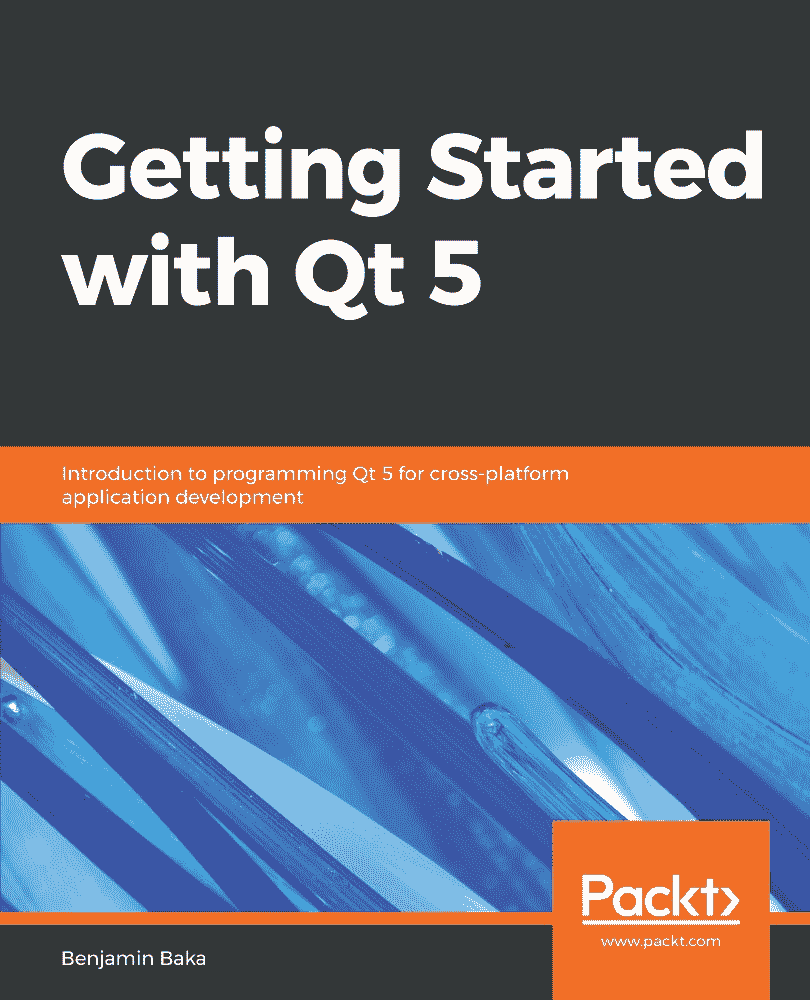 Getting Started
with Qt 5
Introduction to programming Qt 5 for cross-platform
application development
Packt>
www.packt.com
Benjamin Baka